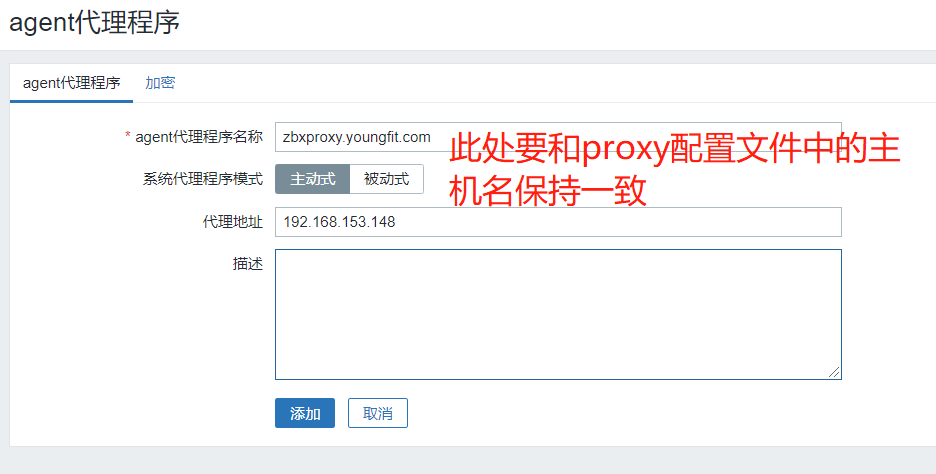 agent代理程序
agent代理程序 加密
* agent代理程序名称 zbxproxy.youngfit.com
此处要和proxy配置文件中的主
机名保持一致
系统代理程序模式 主动式 被动式
代理地址 192.168.153.148
描述
添加 取消